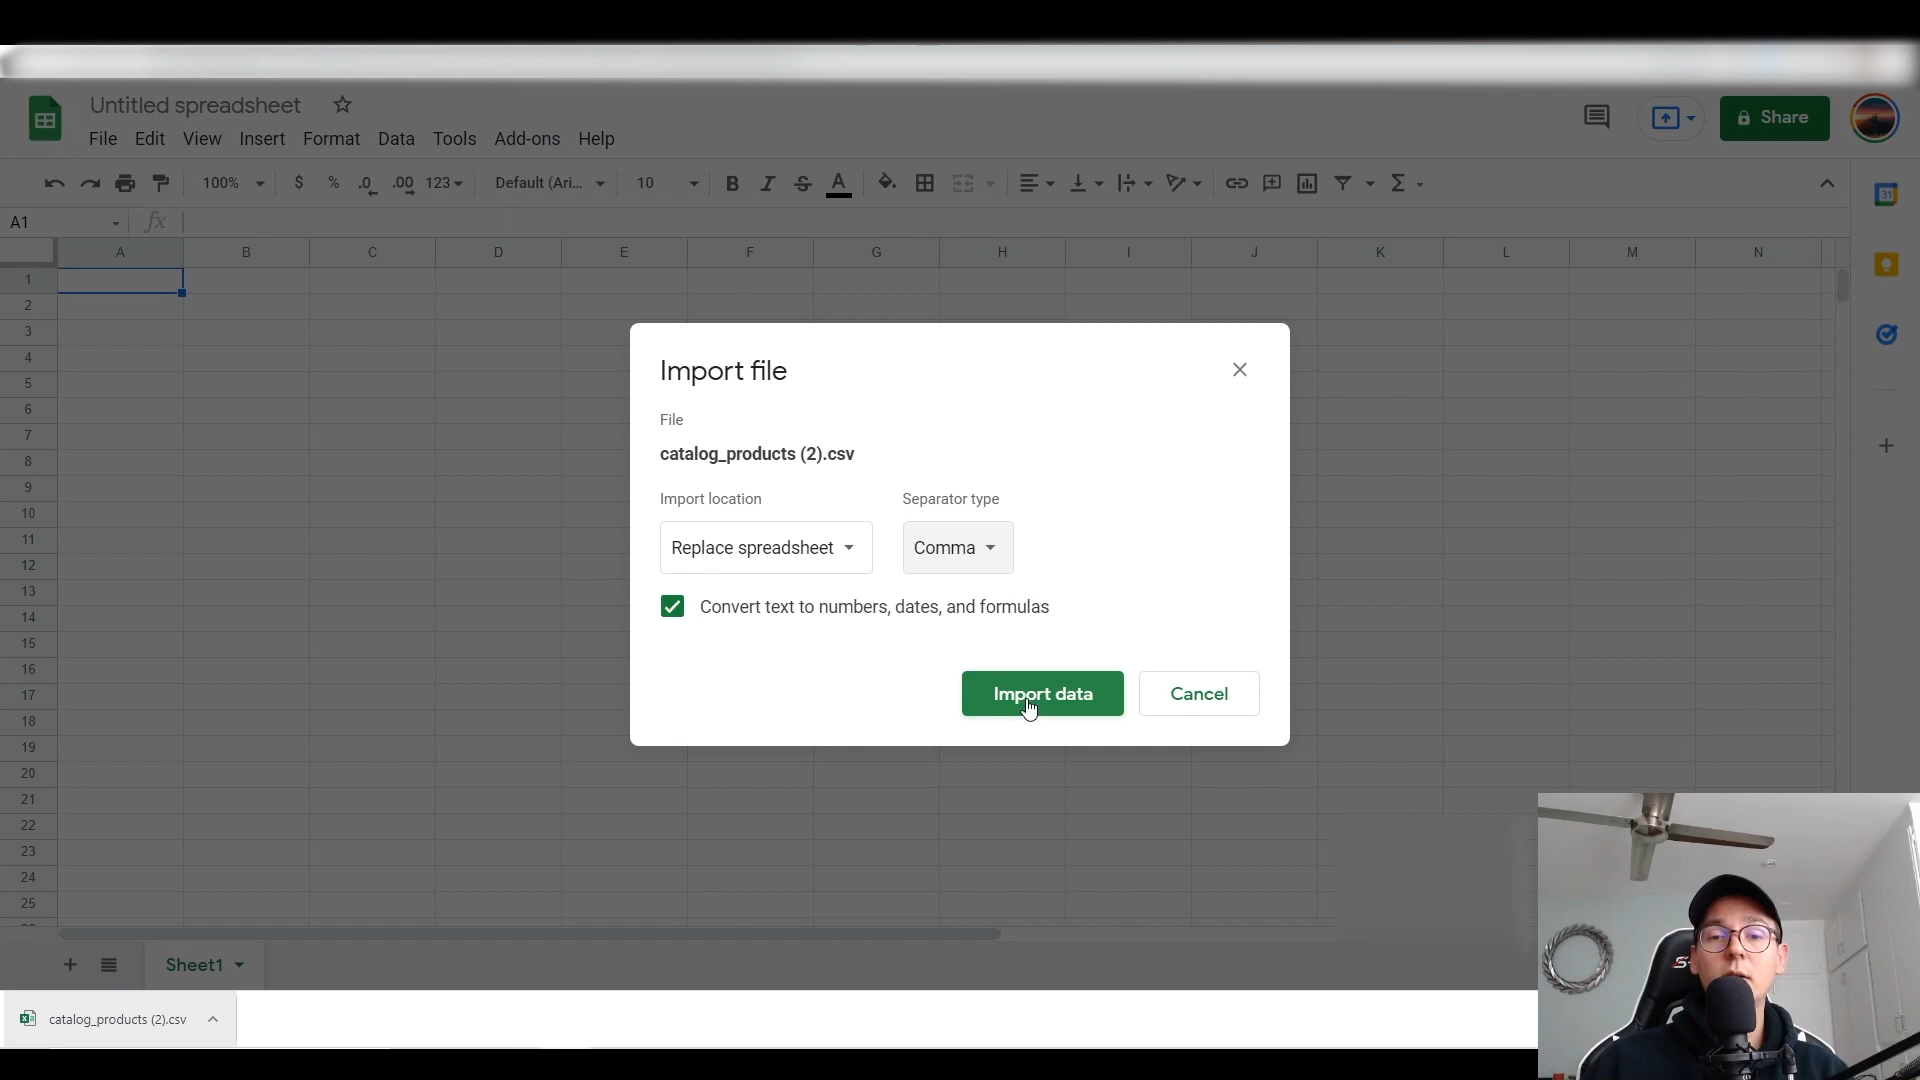 Untitled spreadsheet
File Edit View Insert Format Data Tools Add-ons Help
Share
100% $ % .0 .00 123 Default (Ari... 10 B I S A Σ
31
A1 fx
A B C D E F G H I J K L M N
1
2
3
4
5
6
7
8
9
10
11
12
13
14
15
16
17
18
19
20
21
22
23
24
25
Import file
File
catalog_products (2).csv
Import location Separator type
Replace spreadsheet Comma
Convert text to numbers, dates, and formulas
Import data Cancel
Sheet1
catalog_products (2).csv